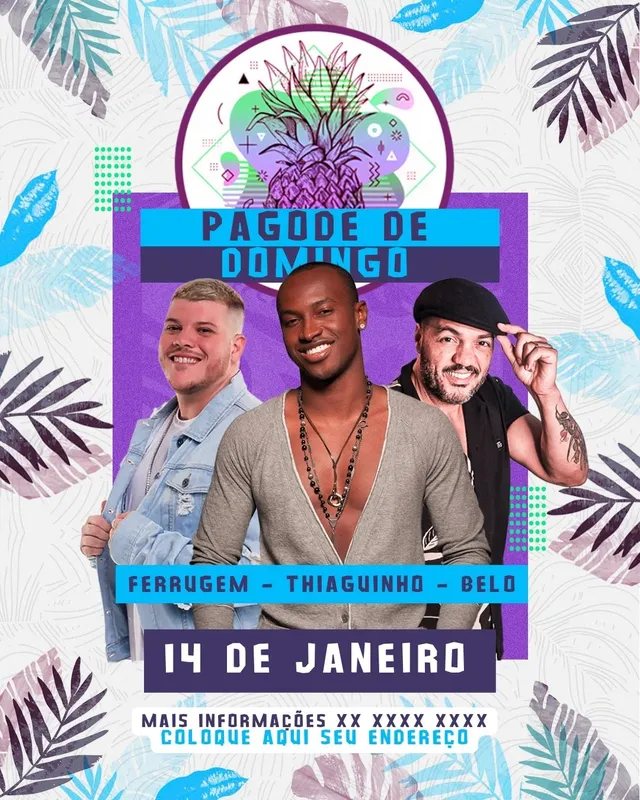 PAGODE DE
DOMINGO
FERRUGEM - THIAGUINHO - BELO
14 DE JANEIRO
MAIS INFORMAÇÕES XX XXXX XXXX
COLOQUE AQUI SEU ENDEREÇO